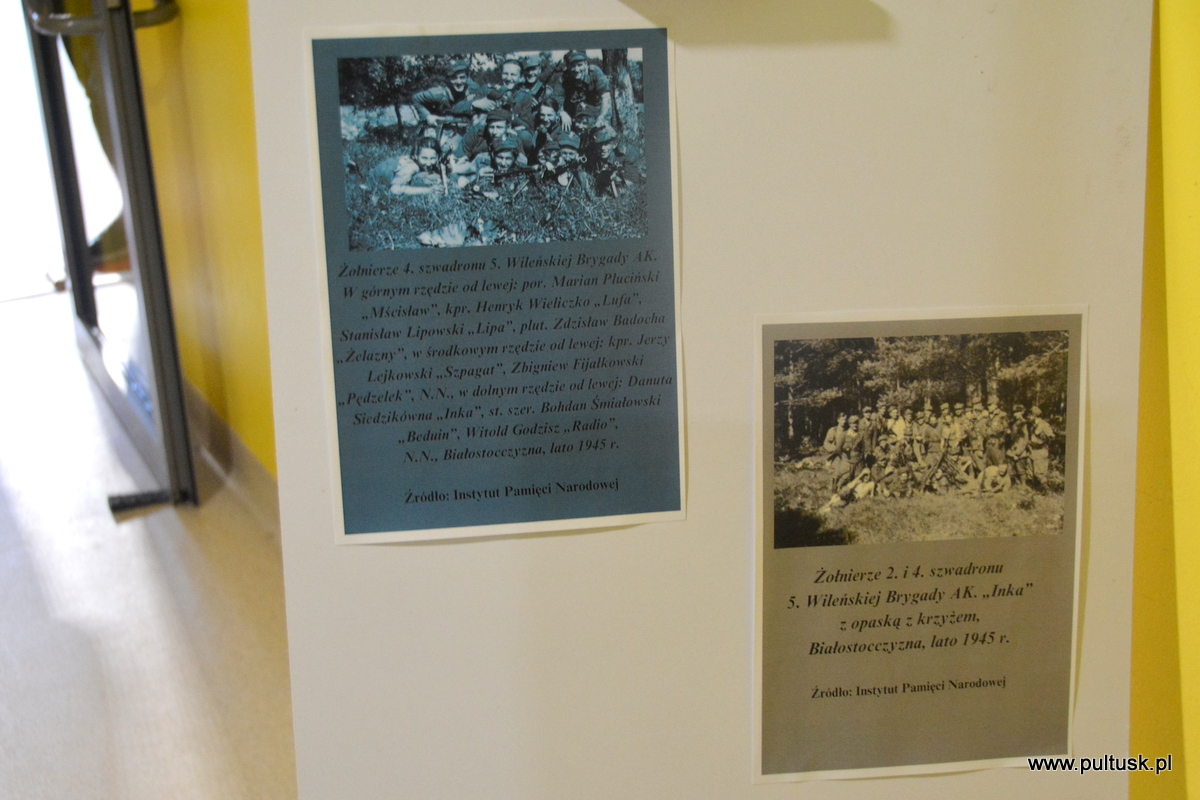 Żołnierze 4. szwadronu 5. Wileńskiej Brygady AK.
W górnym rzędzie od lewej: por. Marian Pluciński
„Mścisław”, kpr. Henryk Wieliczko „Lufa”,
Stanisław Lipowski „Lipa”, plut. Zdzisław Badocha
„Żelazny”, w środkowym rzędzie od lewej: kpr. Jerzy
Lejkowski „Szpagat”, Zbigniew Fijałkowski
„Pędzelek”, N.N., w dolnym rzędzie od lewej: Danuta
Siedzikówna „Inka”, st. szer. Bohdan Śmiałowski
„Beduin”, Witold Godzisz „Radio”,
N.N., Białostocczyzna, lato 1945 r.
Źródło: Instytut Pamięci Narodowej
Żołnierze 2. i 4. szwadronu
5. Wileńskiej Brygady AK. „Inka”
z opaską z krzyżem,
Białostocczyzna, lato 1945 r.
Źródło: Instytut Pamięci Narodowej
www.pultusk.pl